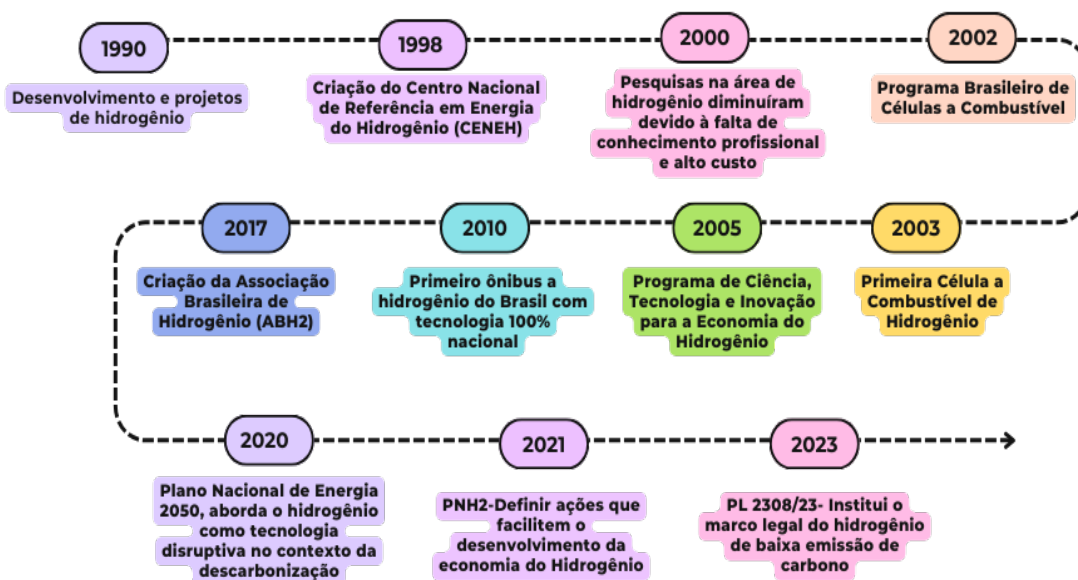 1990
Desenvolvimento e projetos
de hidrogênio
1998
Criação do Centro Nacional
de Referência em Energia
do Hidrogênio (CENEH)
2000
Pesquisas na área de
hidrogênio diminuíram
devido à falta de
conhecimento profissional
e alto custo
2002
Programa Brasileiro de
Células a Combustível
2003
Primeira Célula a
Combustível de
Hidrogênio
2005
Programa de Ciência,
Tecnologia e Inovação
para a Economia do
Hidrogênio
2010
Primeiro ônibus a
hidrogênio do Brasil com
tecnologia 100%
nacional
2017
Criação da Associação
Brasileira de
Hidrogênio (ABH2)
2020
Plano Nacional de Energia
2050, aborda o hidrogênio
como tecnologia
disruptiva no contexto da
descarbonização
2021
PNH2-Definir ações que
facilitem o
desenvolvimento da
economia do Hidrogênio
2023
PL 2308/23- Institui o
marco legal do hidrogênio
de baixa emissão de
carbono